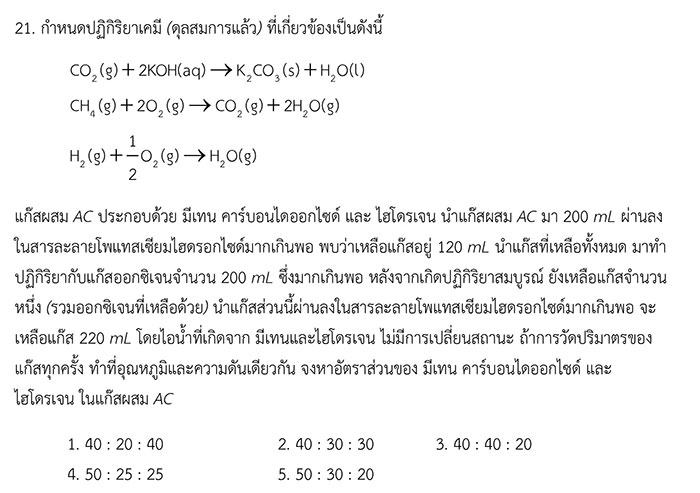 21. กำหนดปฏิกิริยาเคมี (ดุลสมการแล้ว) ที่เกี่ยวข้องเป็นดังนี้
CO₂(g)+2KOH(aq)→K₂CO₃(s)+H₂O(l)
CH₄(g)+2O₂(g)→CO₂(g)+2H₂O(g)
H₂(g)+1/2O₂(g)→H₂O(g)
แก๊สผสม AC ประกอบด้วย มีเทน คาร์บอนไดออกไซด์ และ ไฮโดรเจน นำแก๊สผสม AC มา 200 mL ผ่านลง
ในสารละลายโพแทสเซียมไฮดรอกไซด์มากเกินพอ พบว่าเหลือแก๊สอยู่ 120 mL นำแก๊สที่เหลือทั้งหมด มาทำ
ปฏิกิริยากับแก๊สออกซิเจนจำนวน 200 mL ซึ่งมากเกินพอ หลังจากเกิดปฏิกิริยาสมบูรณ์ ยังเหลือแก๊สจำนวน
หนึ่ง (รวมออกซิเจนที่เหลือด้วย) นำแก๊สส่วนนี้ผ่านลงในสารละลายโพแทสเซียมไฮดรอกไซด์มากเกินพอ จะ
เหลือแก๊ส 220 mL โดยไอน้ำที่เกิดจาก มีเทนและไฮโดรเจน ไม่มีการเปลี่ยนสถานะ ถ้าการวัดปริมาตรของ
แก๊สทุกครั้ง ทำที่อุณหภูมิและความดันเดียวกัน จงหาอัตราส่วนของ มีเทน คาร์บอนไดออกไซด์ และ
ไฮโดรเจน ในแก๊สผสม AC
1. 40 : 20 : 40 2. 40 : 30 : 30 3. 40 : 40 : 20
4. 50 : 25 : 25 5. 50 : 30 : 20